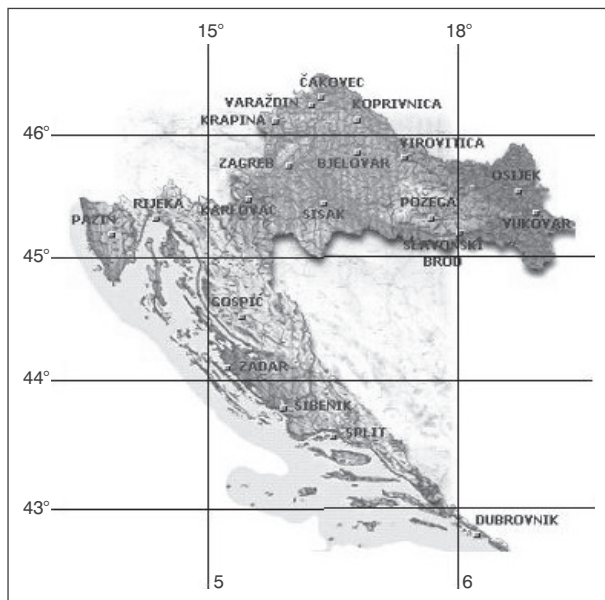 15° 18°
ČAKOVEC
VARAŽDIN KOPRIVNICA
KRAPINA
46°
VIROVITICA
ZAGREB BJELOVAR
OSIJEK
RIJEKA KARLOVAC SISAK POZEGA
PAZIN VUKOVAR
SLAVONSKI
45° BROD
GOSPIĆ
ZADAR
44°
ŠIBENIK
SPLIT
43°
DUBROVNIK
5 6